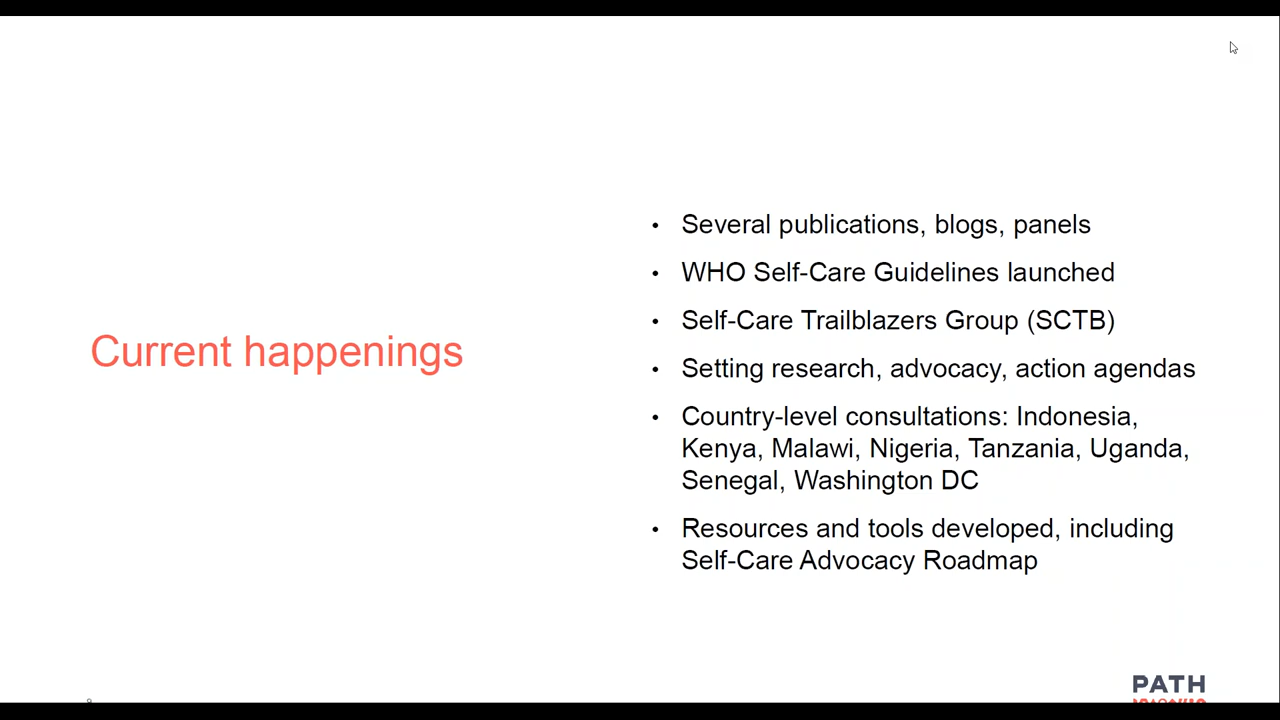 Current happenings
• Several publications, blogs, panels
• WHO Self-Care Guidelines launched
• Self-Care Trailblazers Group (SCTB)
• Setting research, advocacy, action agendas
• Country-level consultations: Indonesia,
Kenya, Malawi, Nigeria, Tanzania, Uganda,
Senegal, Washington DC
• Resources and tools developed, including
Self-Care Advocacy Roadmap
PATH